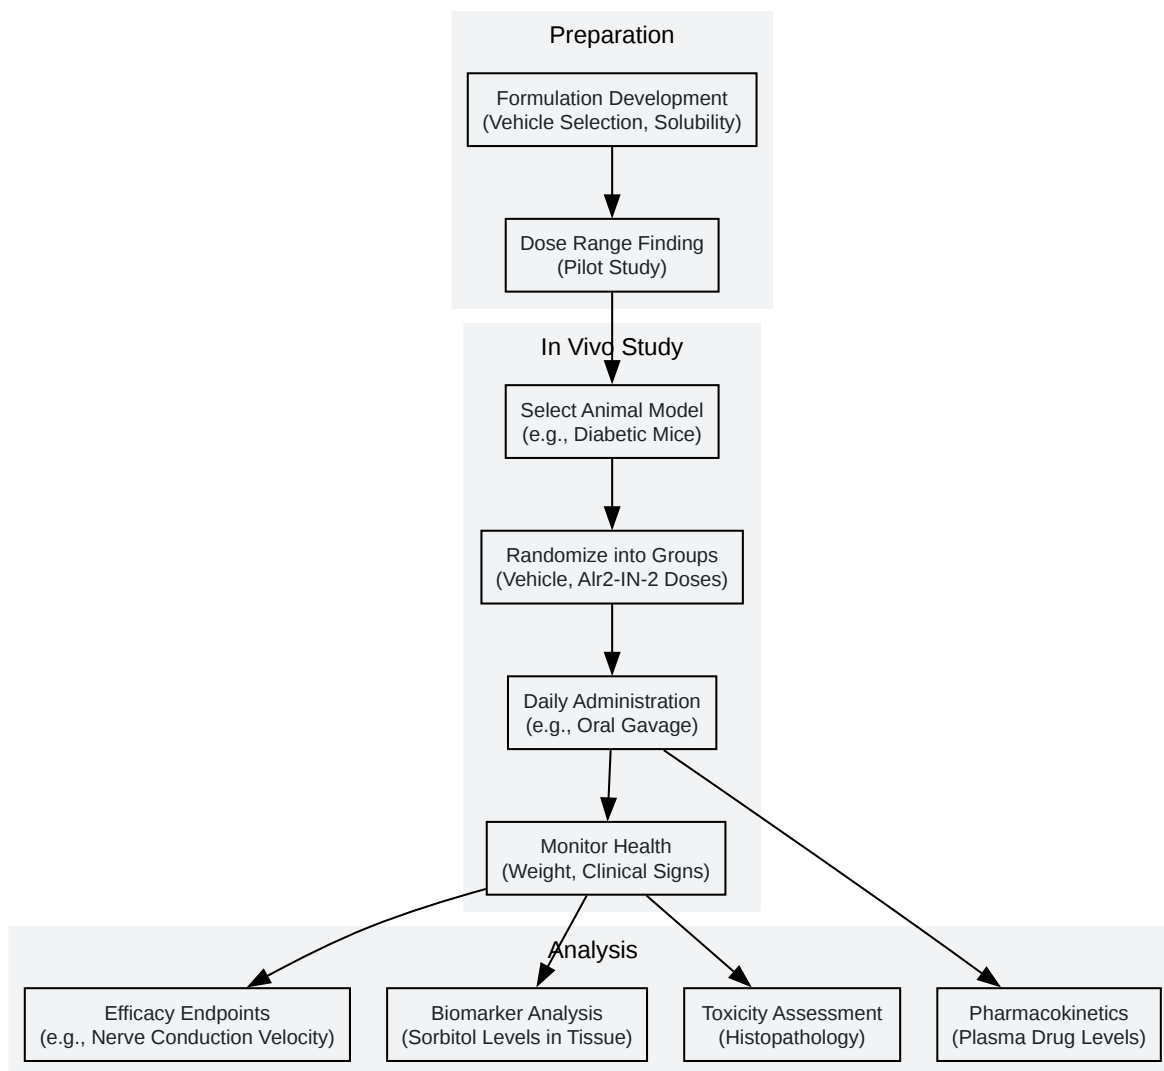 Preparation
Formulation Development
(Vehicle Selection, Solubility)
Dose Range Finding
(Pilot Study)
In Vivo Study
Select Animal Model
(e.g., Diabetic Mice)
Randomize into Groups
(Vehicle, Alr2-IN-2 Doses)
Daily Administration
(e.g., Oral Gavage)
Monitor Health
(Weight, Clinical Signs)
Analysis
Efficacy Endpoints
(e.g., Nerve Conduction Velocity)
Biomarker Analysis
(Sorbitol Levels in Tissue)
Toxicity Assessment
(Histopathology)
Pharmacokinetics
(Plasma Drug Levels)